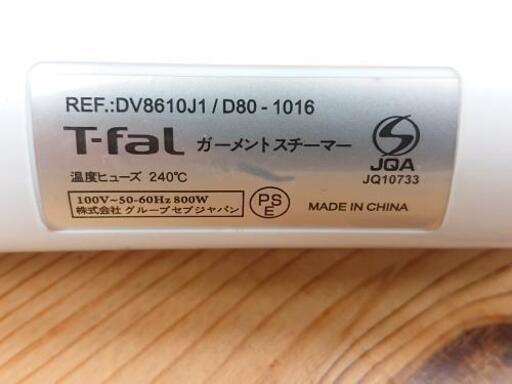 REF.:DV8610J1 / D80 - 1016
T-fal ガーメントスチーマー
JQA
JQ10733
温度ヒューズ 240℃
100V~50-60Hz 800W
株式会社 グループセブジャパン
PSE
MADE IN CHINA